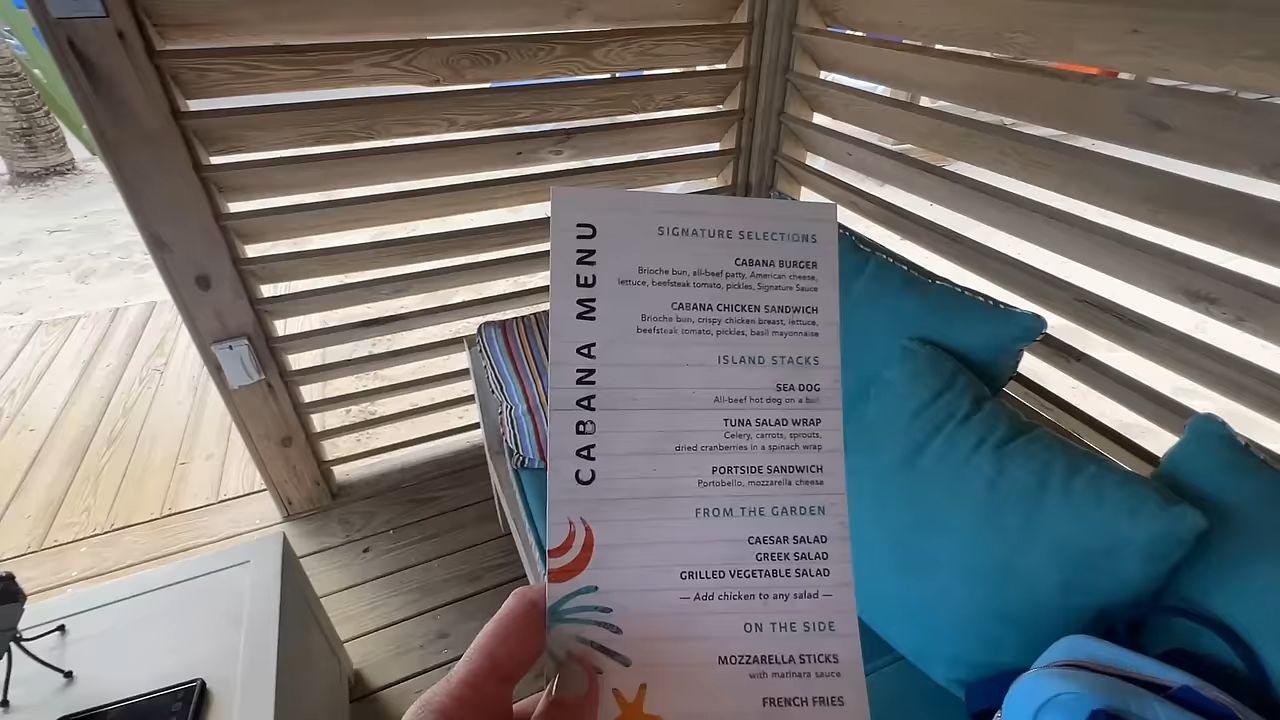 CABANA MENU
SIGNATURE SELECTIONS
CABANA BURGER
Brioche bun, all-beef patty, American cheese,
lettuce, beefsteak tomato, pickles, Signature Sauce
CABANA CHICKEN SANDWICH
Brioche bun, crispy chicken breast, lettuce,
beefsteak tomato, pickles, basil mayonnaise
ISLAND STACKS
SEA DOG
All-beef hot dog on a bun
TUNA SALAD WRAP
Celery, carrots, sprouts,
dried cranberries in a spinach wrap
PORTSIDE SANDWICH
Portobello, mozzarella cheese
FROM THE GARDEN
CAESAR SALAD
GREEK SALAD
GRILLED VEGETABLE SALAD
— Add chicken to any salad —
ON THE SIDE
MOZZARELLA STICKS
with marinara sauce
FRENCH FRIES